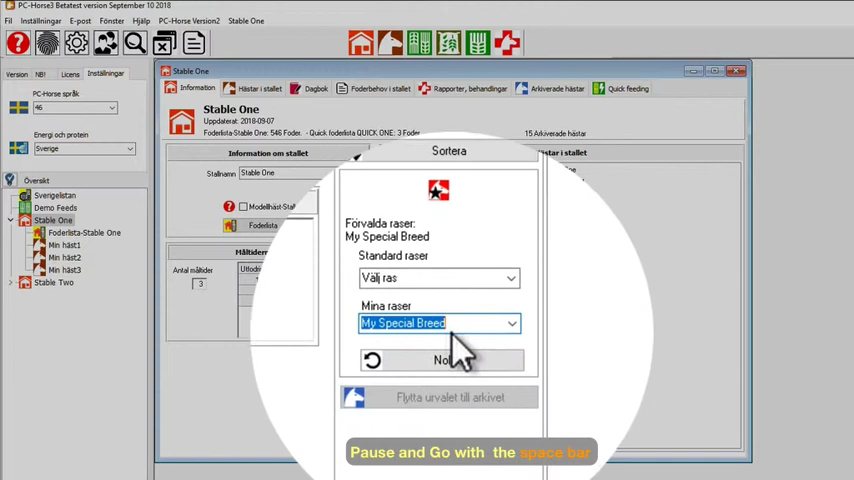 PC-Horse3 Betatest version September 10 2018
Fil Inställningar E-post Fönster Hjälp PC-Horse Version2 Stable One
Version NB! Licens Inställningar
PC-Horse språk
46
Energi och protein
Sverige
Översikt
Sverigelistan
Demo Feeds
Stable One
Foderlista-Stable One
Min häst1
Min häst2
Min häst3
Stable Two
Stable One
Information Hästar i stallet Dagbok Foderbehov i stallet Rapporter, behandlingar Arkiverade hästar Quick feeding
Stable One
Uppdaterat: 2018-09-07
Foderlista-Stable One: 546 Foder. - Quick foderlista QUICK ONE: 3 Foder. 15 Arkiverade hästar
Information om stallet
Stallnamn Stable One
Modellhäst-Stal
Foderlista
Måltidern
Antal måltider Utfodrin
3
i stallet
Sortera
Förvalda raser:
My Special Breed
Standard raser
Välj ras
Mina raser
My Special Breed
Flytta urvalet till arkivet
Pause and Go with the space bar